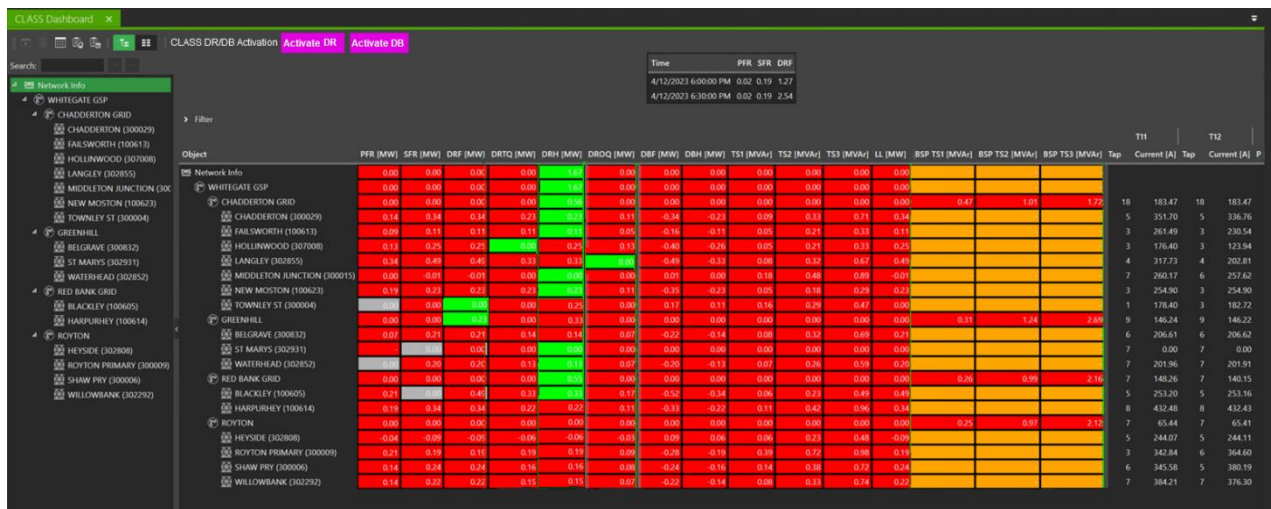 CLASS Dashboard ×
CLASS DR/DB Activation Activate DR Activate DB
Search:
Time PFR SFR DRF
4/12/2023 6:00:00 PM 0.02 0.19 1.27
4/12/2023 6:30:00 PM 0.02 0.19 2.54
Network Info
WHITEGATE GSP
CHADDERTON GRID
CHADDERTON (300029)
FAILSWORTH (100613)
HOLLINWOOD (307008)
LANGLEY (302855)
MIDDLETON JUNCTION (30(
NEW MOSTON (100623)
TOWNLEY ST (300004)
GREENHILL
BELGRAVE (300832)
ST MARYS (302931)
WATERHEAD (302852)
RED BANK GRID
BLACKLEY (100605)
HARPURHEY (100614)
ROYTON
HEYSIDE (302808)
ROYTON PRIMARY (300009)
SHAW PRY (300006)
WILLOWBANK (302292)
Filter
T11 T12
Object PFR [MW] SFR [MW] DRF [MW] DRTQ [MW] DRH [MW] DROQ [MW] DBF [MW] DBH [MW] TS1 [MVAr] TS2 [MVAr] TS3 [MVAr] LL [MW] BSP TS1 [MVAr] BSP TS2 [MVAr] BSP TS3 [MVAr] Tap Current [A] Tap Current [A] P
Network Info 0.00 0.00 0.00 0.00 1.67 0.00 0.00 0.00 0.00 0.00 0.00 0.00
WHITEGATE GSP 0.00 0.00 0.00 0.00 1.67 0.00 0.00 0.00 0.00 0.00 0.00 0.00
CHADDERTON GRID 0.00 0.00 0.00 0.00 0.56 0.00 0.00 0.00 0.00 0.00 0.00 0.00 0.47 1.01 1.72 18 183.47 18 183.47
CHADDERTON (300029) 0.14 0.34 0.34 0.23 0.23 0.11 -0.34 -0.23 0.09 0.33 0.71 0.34 5 351.70 5 336.76
FAILSWORTH (100613) 0.09 0.11 0.11 0.11 0.11 0.05 -0.16 -0.11 0.05 0.21 0.33 0.11 3 261.49 3 230.54
HOLLINWOOD (307008) 0.13 0.25 0.25 0.00 0.25 0.13 -0.40 -0.26 0.05 0.21 0.33 0.25 3 176.40 3 123.94
LANGLEY (302855) 0.34 0.49 0.49 0.33 0.33 0.00 -0.49 -0.33 0.08 0.32 0.67 0.49 4 317.73 4 202.81
MIDDLETON JUNCTION (300015) 0.00 -0.01 -0.01 0.00 0.00 0.00 0.01 0.00 0.18 0.48 0.89 -0.01 7 260.17 6 257.62
NEW MOSTON (100623) 0.19 0.23 0.23 0.23 0.23 0.11 -0.35 -0.23 0.05 0.18 0.29 0.23 3 254.90 3 254.90
TOWNLEY ST (300004) 0.00 0.00 0.00 0.00 0.25 0.00 0.17 0.11 0.16 0.29 0.47 0.00 1 178.40 3 182.72
GREENHILL 0.00 0.00 0.23 0.00 0.33 0.00 0.00 0.00 0.00 0.00 0.00 0.00 0.31 1.24 2.69 9 146.24 9 146.22
BELGRAVE (300832) 0.07 0.21 0.21 0.14 0.14 0.07 -0.22 -0.14 0.08 0.32 0.69 0.21 6 206.61 6 206.62
ST MARYS (302931) 0.00 0.00 0.00 0.00 0.00 0.00 0.00 0.00 0.00 0.00 0.00 7 0.00 7 0.00
WATERHEAD (302852) 0.00 0.20 0.20 0.13 0.13 0.07 -0.20 -0.13 0.07 0.26 0.59 0.20 7 201.96 7 201.91
RED BANK GRID 0.00 0.00 0.00 0.00 0.55 0.00 0.00 0.00 0.00 0.00 0.00 0.00 0.26 0.99 2.16 7 148.26 7 140.15
BLACKLEY (100605) 0.21 0.00 0.49 0.33 0.33 0.17 -0.52 -0.34 0.06 0.23 0.49 0.49 5 253.20 5 253.16
HARPURHEY (100614) 0.19 0.34 0.34 0.22 0.22 0.11 -0.33 -0.22 0.11 0.42 0.96 0.34 8 432.48 8 432.43
ROYTON 0.00 0.00 0.00 0.00 0.00 0.00 0.00 0.00 0.00 0.00 0.00 0.00 0.25 0.97 2.12 7 65.44 7 65.41
HEYSIDE (302808) -0.04 -0.09 -0.09 -0.06 -0.06 -0.03 0.09 0.06 0.06 0.23 0.48 -0.09 5 244.07 5 244.11
ROYTON PRIMARY (300009) 0.21 0.19 0.19 0.19 0.19 0.09 -0.28 -0.19 0.39 0.72 0.98 0.19 3 342.84 6 364.60
SHAW PRY (300006) 0.14 0.24 0.24 0.16 0.16 0.08 -0.24 -0.16 0.14 0.38 0.72 0.24 6 345.58 5 380.19
WILLOWBANK (302292) 0.14 0.22 0.22 0.15 0.15 0.07 -0.22 -0.14 0.08 0.33 0.74 0.22 7 384.21 7 376.30